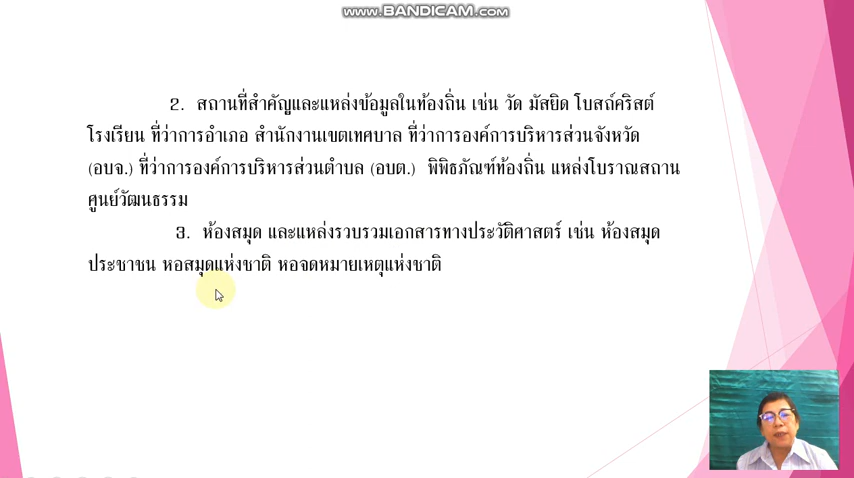 www.BANDICAM.com
2. สถานที่สำคัญและแหล่งข้อมูลในท้องถิ่น เช่น วัด มัสยิด โบสถ์คริสต์
โรงเรียน ที่ว่าการอำเภอ สำนักงานเขตเทศบาล ที่ว่าการองค์การบริหารส่วนจังหวัด
(อบจ.) ที่ว่าการองค์การบริหารส่วนตำบล (อบต.) พิพิธภัณฑ์ท้องถิ่น แหล่งโบราณสถาน
ศูนย์วัฒนธรรม
3. ห้องสมุด และแหล่งรวบรวมเอกสารทางประวัติศาสตร์ เช่น ห้องสมุด
ประชาชน หอสมุดแห่งชาติ หอจดหมายเหตุแห่งชาติ